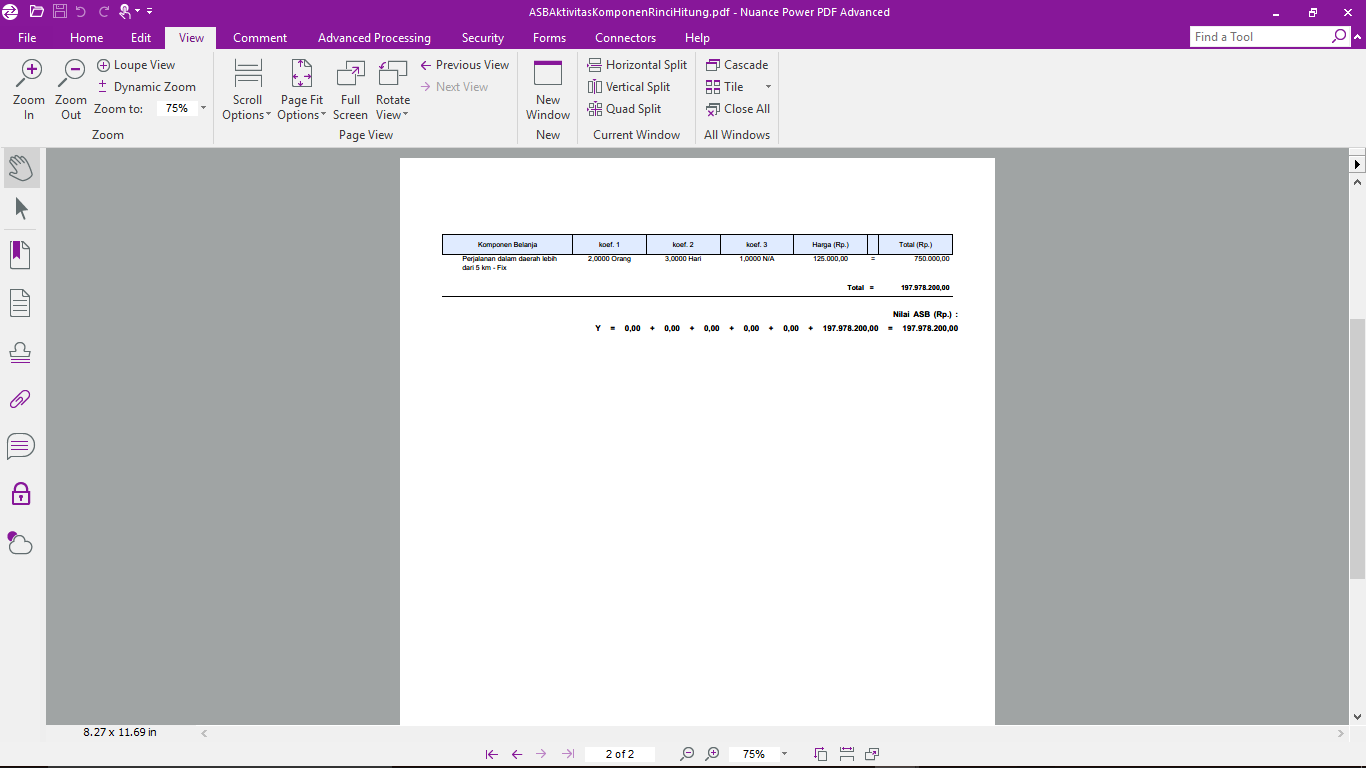 ASBAktivitasKomponenRinciHitung.pdf - Nuance Power PDF Advanced
File Home Edit View Comment Advanced Processing Security Forms Connectors Help Find a Tool
Zoom In
Zoom Out
Loupe View
Dynamic Zoom
Zoom to: 75%
Zoom
Scroll Options
Page Fit Options
Full Screen
Rotate View
Previous View
Next View
Page View
New Window
New
Horizontal Split
Vertical Split
Quad Split
Current Window
Cascade
Tile
Close All
All Windows
Komponen Belanja koef. 1 koef. 2 koef. 3 Harga (Rp.) Total (Rp.)
Perjalanan dalam daerah lebih 2,0000 Orang 3,0000 Hari 1,0000 N/A 125.000,00 = 750.000,00
dari 5 km - Fix
Total = 197.978.200,00
Nilai ASB (Rp.) :
Y = 0,00 + 0,00 + 0,00 + 0,00 + 0,00 + 197.978.200,00 = 197.978.200,00
8.27 x 11.69 in
2 of 2 75%